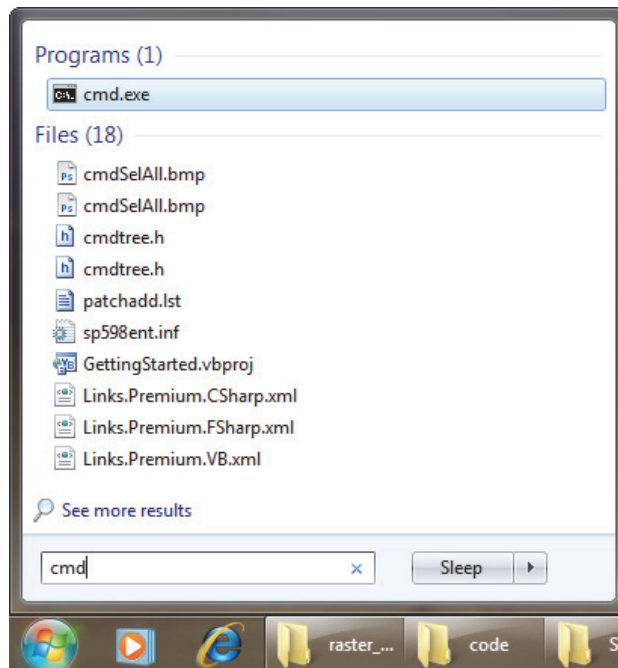 Programs (1)
cmd.exe
Files (18)
cmdSelAll.bmp
cmdSelAll.bmp
cmdtree.h
cmdtree.h
patchadd.lst
sp598ent.inf
GettingStarted.vbproj
Links.Premium.CSharp.xml
Links.Premium.FSharp.xml
Links.Premium.VB.xml
See more results
cmd
Sleep
raster_...
code
S